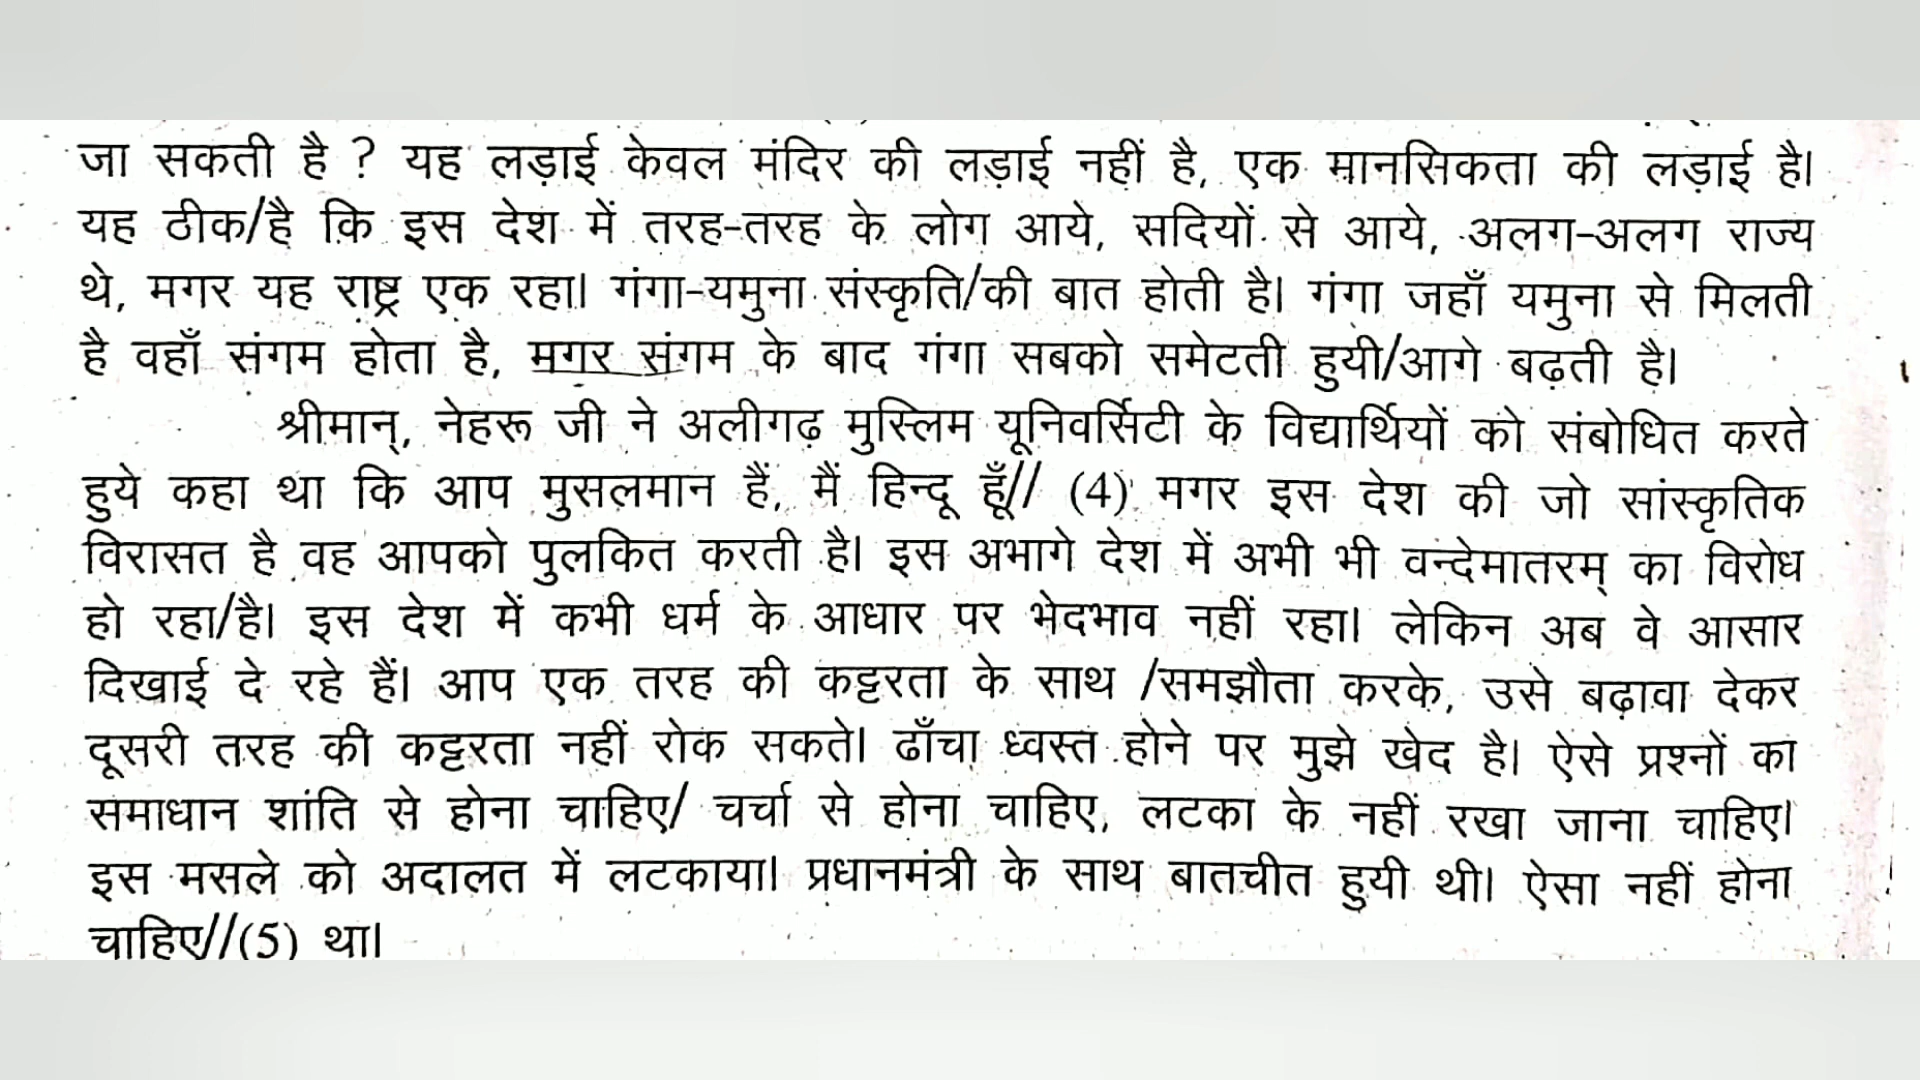 जा सकती है ? यह लड़ाई केवल मंदिर की लड़ाई नहीं है, एक मानसिकता की लड़ाई है।
यह ठीक/है कि इस देश में तरह-तरह के लोग आये, सदियों से आये, अलग-अलग राज्य
थे, मगर यह राष्ट्र एक रहा। गंगा-यमुना संस्कृति/की बात होती है। गंगा जहाँ यमुना से मिलती
है वहाँ संगम होता है, मगर संगम के बाद गंगा सबको समेटती हुयी/आगे बढ़ती है।
श्रीमान्, नेहरू जी ने अलीगढ़ मुस्लिम यूनिवर्सिटी के विद्यार्थियों को संबोधित करते
हुये कहा था कि आप मुसलमान हैं, मैं हिन्दू हूँ// (4) मगर इस देश की जो सांस्कृतिक
विरासत है वह आपको पुलकित करती है। इस अभागे देश में अभी भी वन्देमातरम् का विरोध
हो रहा/है। इस देश में कभी धर्म के आधार पर भेदभाव नहीं रहा। लेकिन अब वे आसार
दिखाई दे रहे हैं। आप एक तरह की कट्टरता के साथ /समझौता करके, उसे बढ़ावा देकर
दूसरी तरह की कट्टरता नहीं रोक सकते। ढाँचा ध्वस्त होने पर मुझे खेद है। ऐसे प्रश्नों का
समाधान शांति से होना चाहिए/ चर्चा से होना चाहिए, लटका के नहीं रखा जाना चाहिए।
इस मसले को अदालत में लटकाया। प्रधानमंत्री के साथ बातचीत हुयी थी। ऐसा नहीं होना
चाहिए//(5) था।